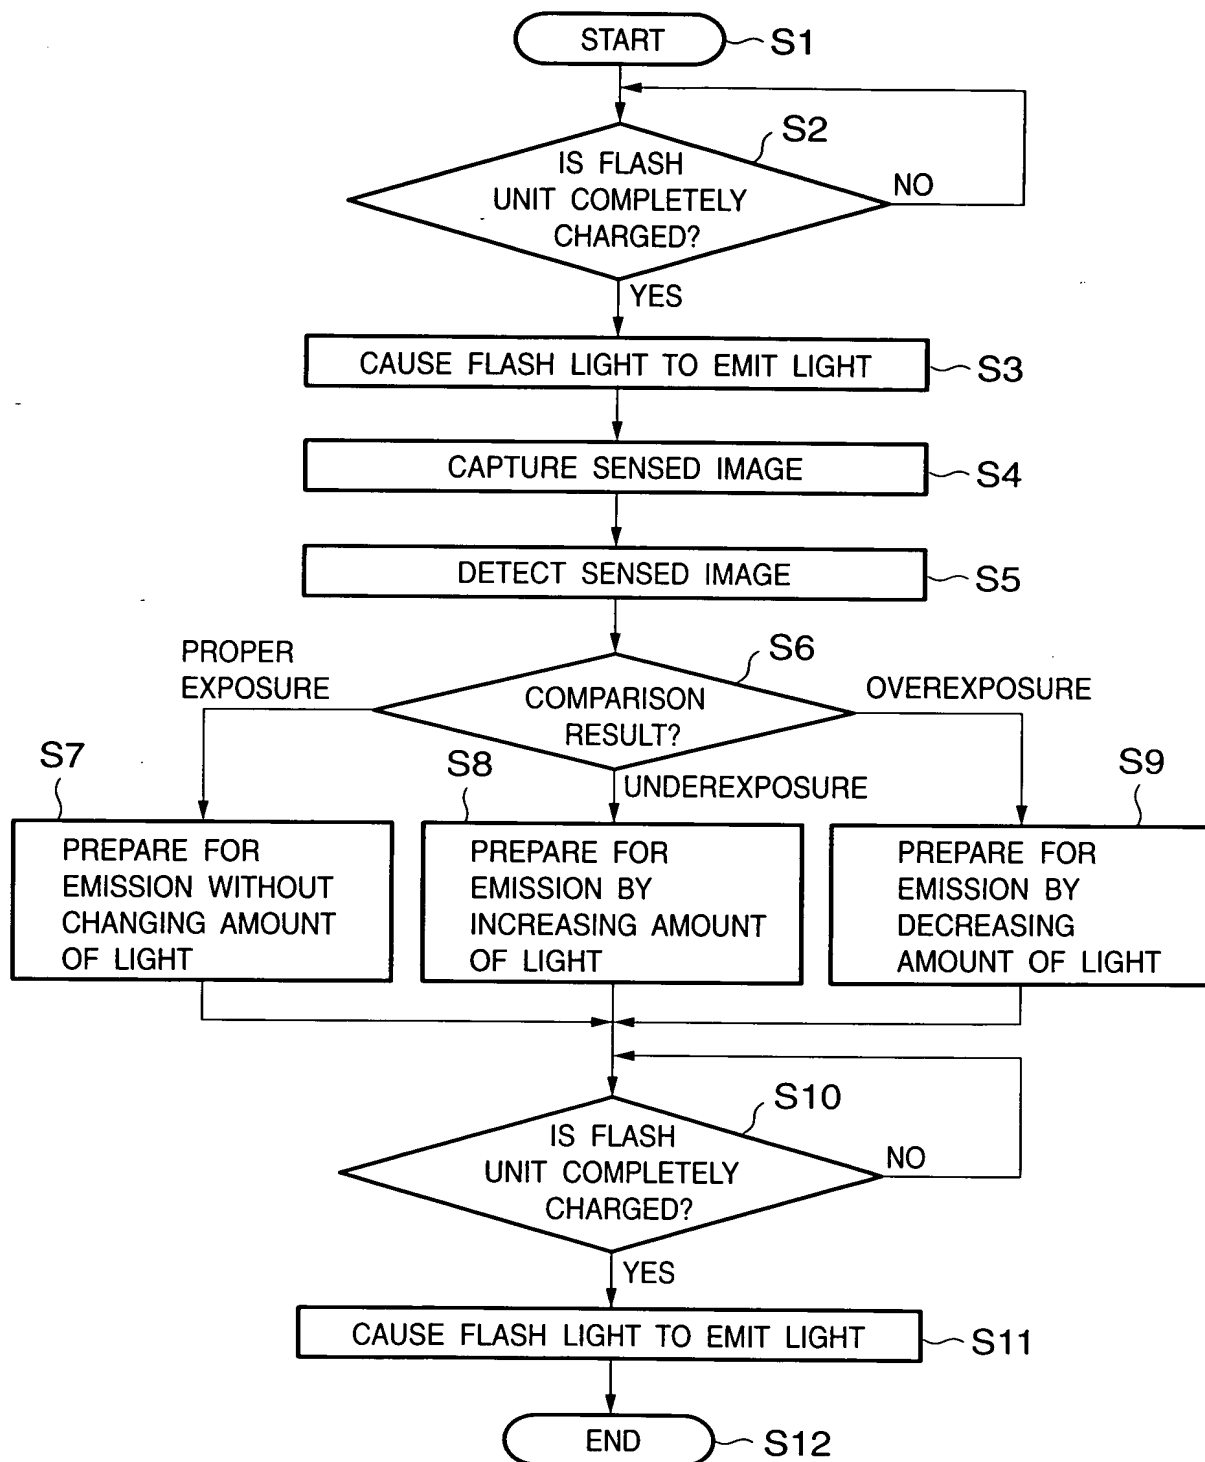 START
S1
S2
IS FLASH
UNIT COMPLETELY
CHARGED?
NO
YES
CAUSE FLASH LIGHT TO EMIT LIGHT
S3
CAPTURE SENSED IMAGE
S4
DETECT SENSED IMAGE
S5
S6
COMPARISON
RESULT?
PROPER
EXPOSURE
OVEREXPOSURE
UNDEREXPOSURE
S7
PREPARE FOR
EMISSION WITHOUT
CHANGING AMOUNT
OF LIGHT
S8
PREPARE FOR
EMISSION BY
INCREASING AMOUNT
OF LIGHT
S9
PREPARE FOR
EMISSION BY
DECREASING
AMOUNT OF LIGHT
S10
IS FLASH
UNIT COMPLETELY
CHARGED?
NO
YES
CAUSE FLASH LIGHT TO EMIT LIGHT
S11
END
S12